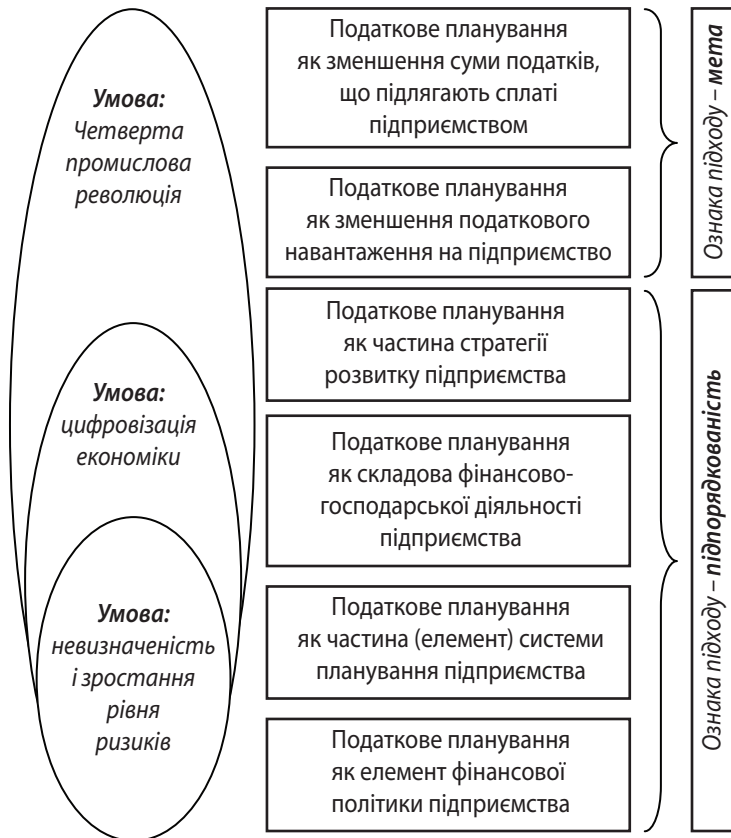 Умова:
Четверта
промислова
революція
Умова:
цифровізація
економіки
Умова:
невизначеність
і зростання
рівня
ризиків
Податкове планування
як зменшення суми податків,
що підлягають сплаті
підприємством
Податкове планування
як зменшення податкового
навантаження на підприємство
Податкове планування
як частина стратегії
розвитку підприємства
Податкове планування
як складова фінансово-
господарської діяльності
підприємства
Податкове планування
як частина (елемент) системи
планування підприємства
Податкове планування
як елемент фінансової
політики підприємства
Ознака підходу – мета
Ознака підходу – підпорядкованість